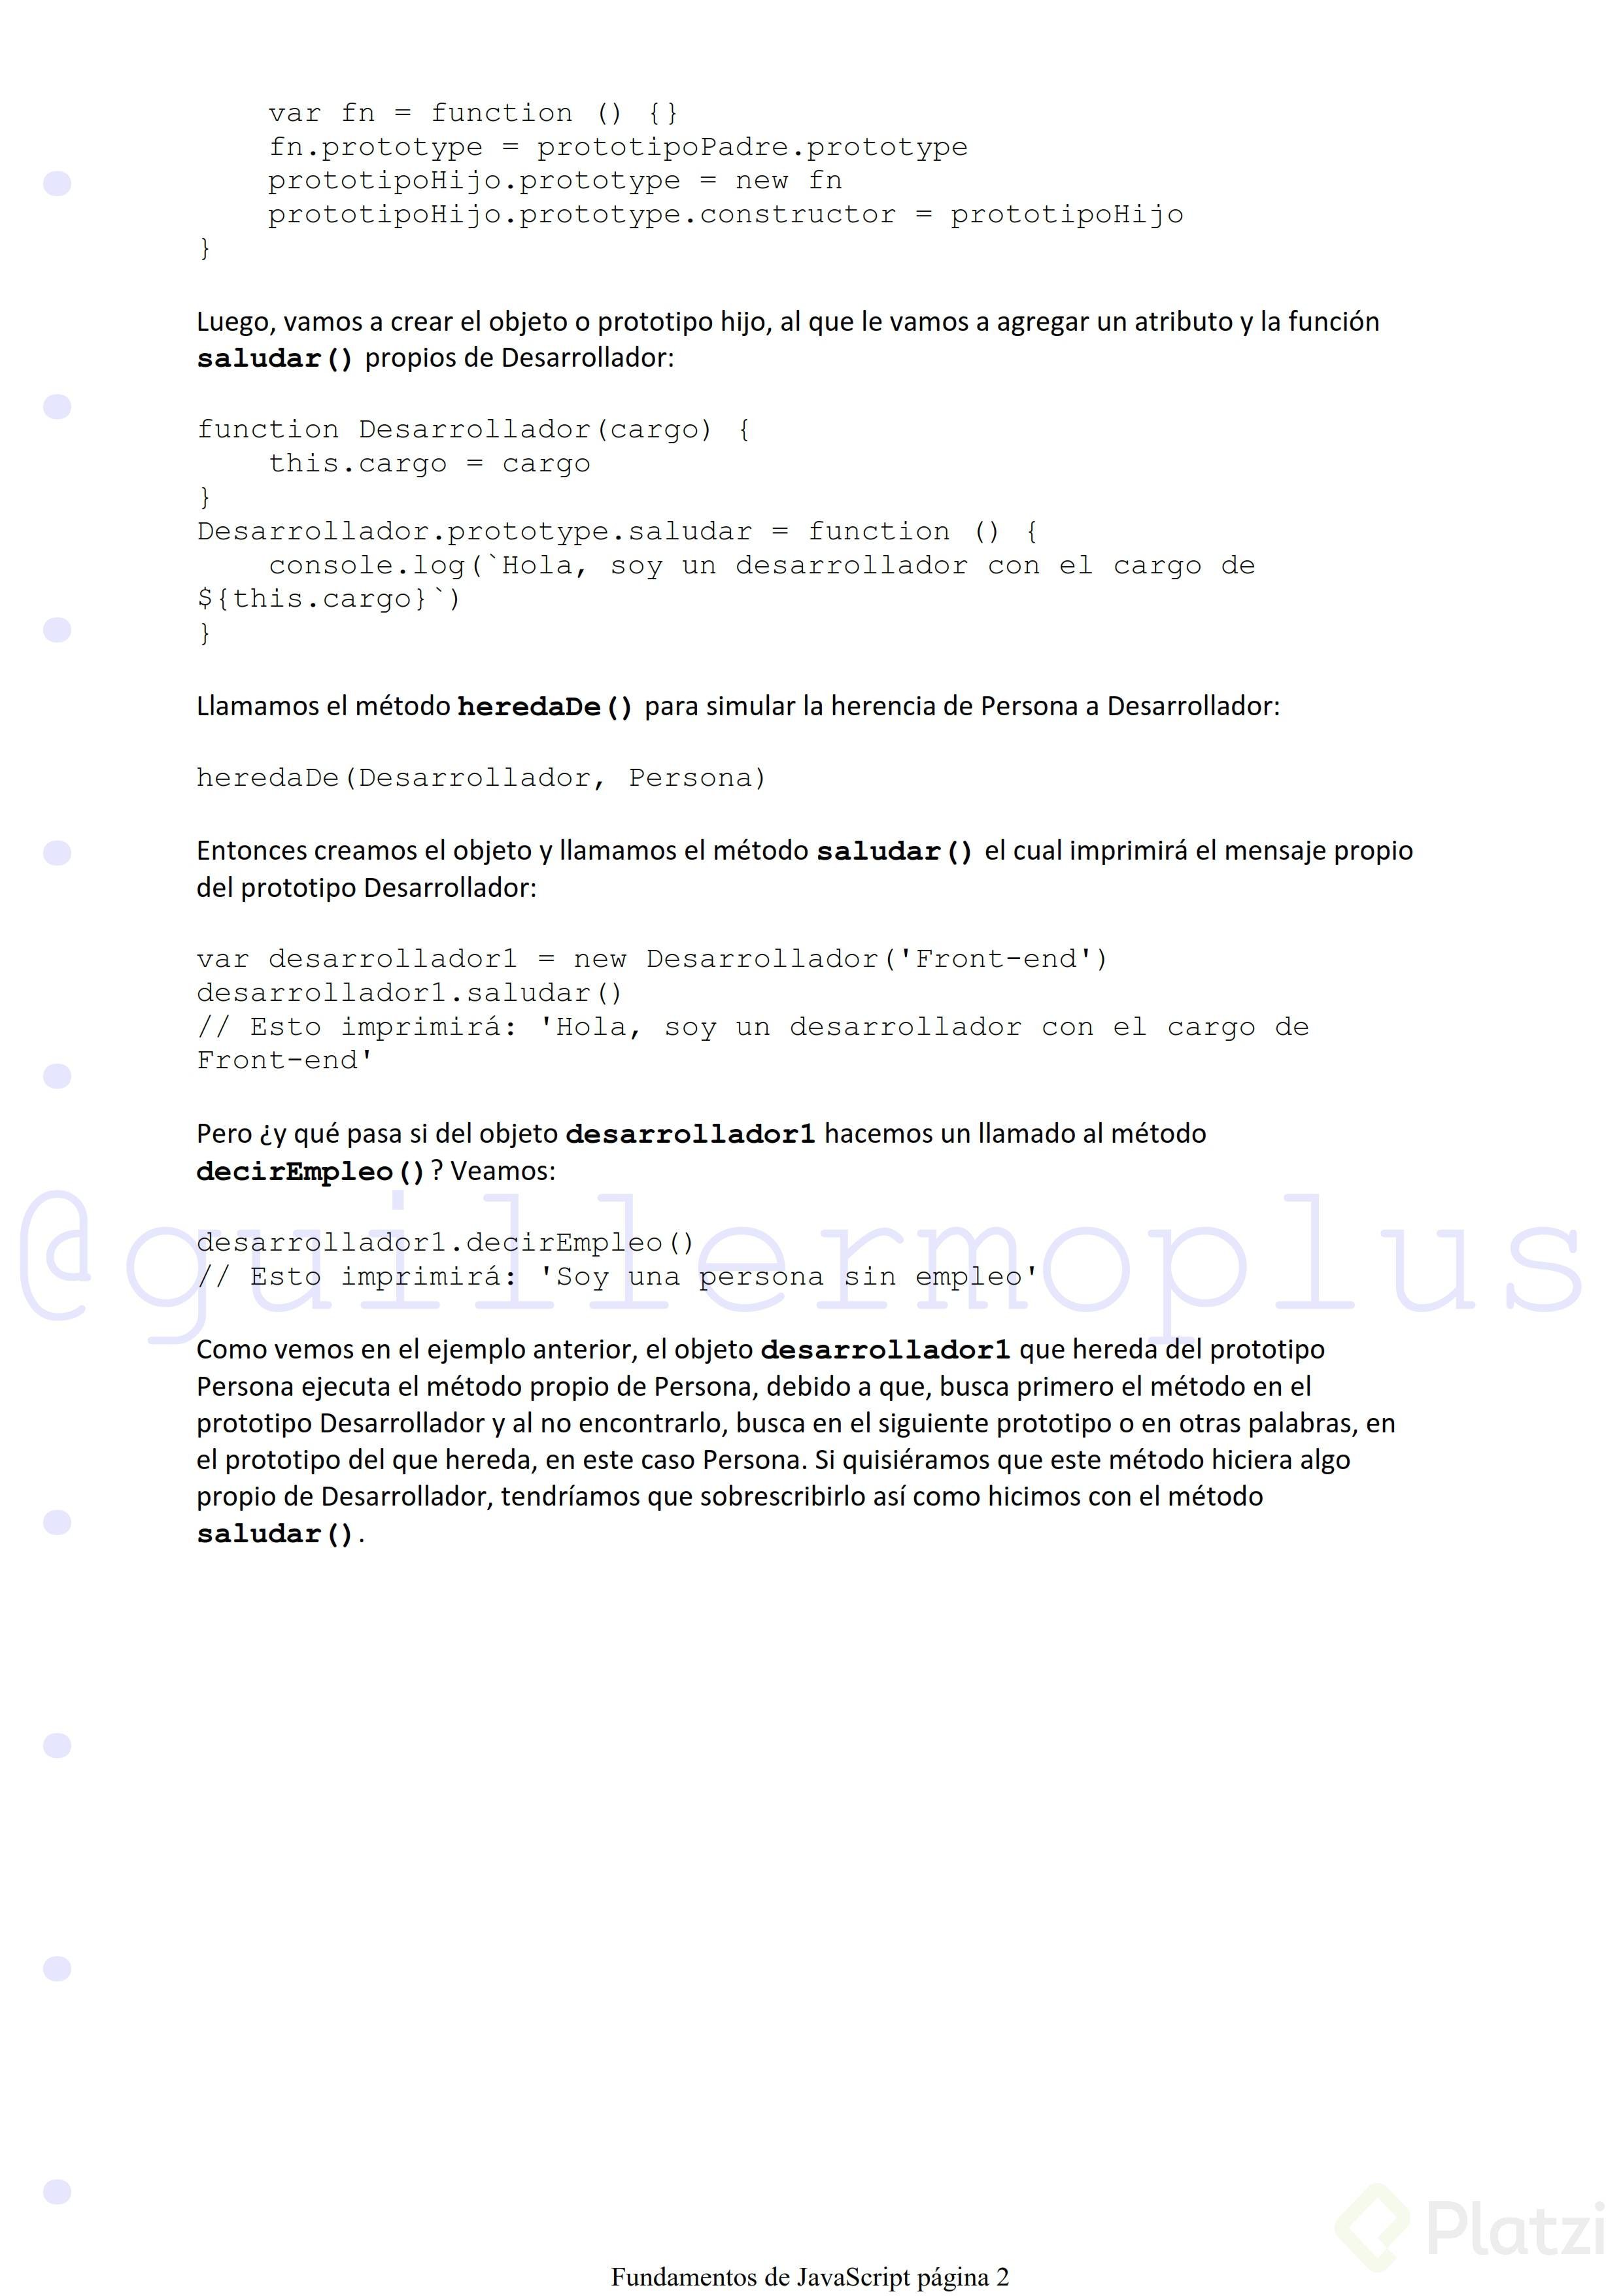 var fn = function () {}
    fn.prototype = prototipoPadre.prototype
    prototipoHijo.prototype = new fn
    prototipoHijo.prototype.constructor = prototipoHijo
}
Luego, vamos a crear el objeto o prototipo hijo, al que le vamos a agregar un atributo y la función
saludar() propios de Desarrollador:
function Desarrollador(cargo) {
    this.cargo = cargo
}
Desarrollador.prototype.saludar = function () {
    console.log(`Hola, soy un desarrollador con el cargo de
${this.cargo}`)
}
Llamamos el método heredaDe() para simular la herencia de Persona a Desarrollador:
heredaDe(Desarrollador, Persona)
Entonces creamos el objeto y llamamos el método saludar() el cual imprimirá el mensaje propio
del prototipo Desarrollador:
var desarrollador1 = new Desarrollador('Front-end')
desarrollador1.saludar()
// Esto imprimirá: 'Hola, soy un desarrollador con el cargo de
Front-end'
Pero ¿y qué pasa si del objeto desarrollador1 hacemos un llamado al método
decirEmpleo()? Veamos:
@guillermoplus
desarrollador1.decirEmpleo()
// Esto imprimirá: 'Soy una persona sin empleo'
Como vemos en el ejemplo anterior, el objeto desarrollador1 que hereda del prototipo
Persona ejecuta el método propio de Persona, debido a que, busca primero el método en el
prototipo Desarrollador y al no encontrarlo, busca en el siguiente prototipo o en otras palabras, en
el prototipo del que hereda, en este caso Persona. Si quisiéramos que este método hiciera algo
propio de Desarrollador, tendríamos que sobrescribirlo así como hicimos con el método
saludar().
Platzi
Fundamentos de JavaScript página 2